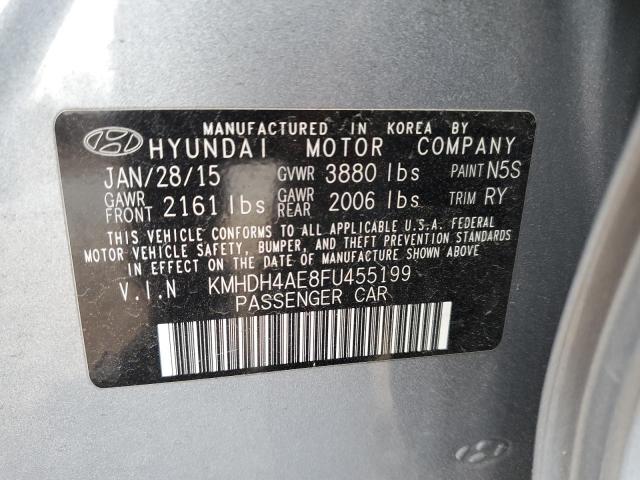 MANUFACTURED IN KOREA BY
HYUNDAI MOTOR COMPANY
JAN/28/15 GVWR 3880 lbs PAINT N5S
GAWR FRONT 2161 lbs GAWR REAR 2006 lbs TRIM RY
THIS VEHICLE CONFORMS TO ALL APPLICABLE U.S.A. FEDERAL
MOTOR VEHICLE SAFETY, BUMPER, AND THEFT PREVENTION STANDARDS
IN EFFECT ON THE DATE OF MANUFACTURE SHOWN ABOVE.
V.I.N KMHDH4AE8FU455199
PASSENGER CAR